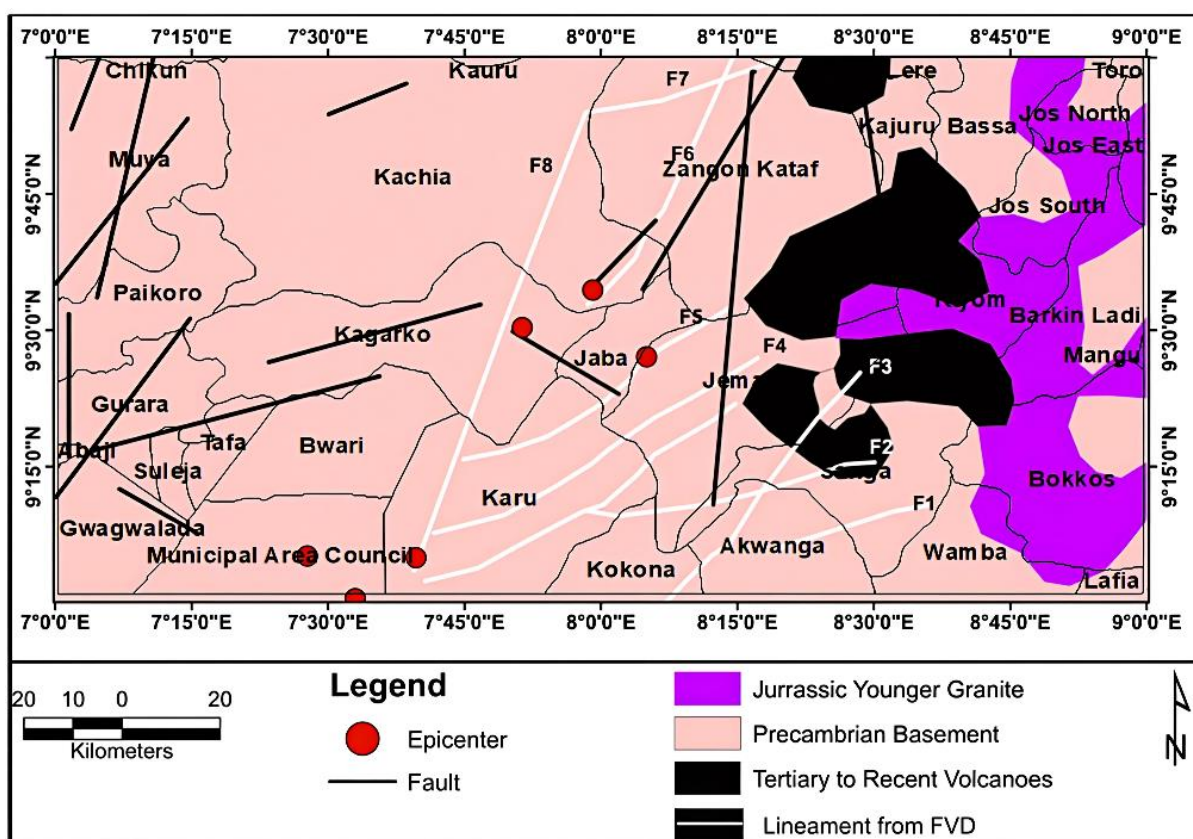 7°0'0"E 7°15'0"E 7°30'0"E 7°45'0"E 8°0'0"E 8°15'0"E 8°30'0"E 8°45'0"E 9°0'0"E
Chikun Kauru F7 Lere Toro
Jos North
Kajuru Bassa
Jos East
Muya F8 F6
Zangon Kataf
Kachia
9°45'0"N 9°45'0"N
Jos South
Paikoro
Barkin Ladi
F5
9°30'0"N 9°30'0"N
Kagarko
Jaba F4 Mangu
F3
Jema
Gurara
Tafa Bwari F2
Abaji
Suleja
9°15'0"N 9°15'0"N
Bokkos
Karu
F1
Gwagwalada
Municipal Area Council Akwanga Wamba
Kokona
Lafia
7°0'0"E 7°15'0"E 7°30'0"E 7°45'0"E 8°0'0"E 8°15'0"E 8°30'0"E 8°45'0"E 9°0'0"E
20 10 0 20
Kilometers
Legend
Epicenter
Fault
Jurrassic Younger Granite
Precambrian Basement
Tertiary to Recent Volcanoes
Lineament from FVD
N